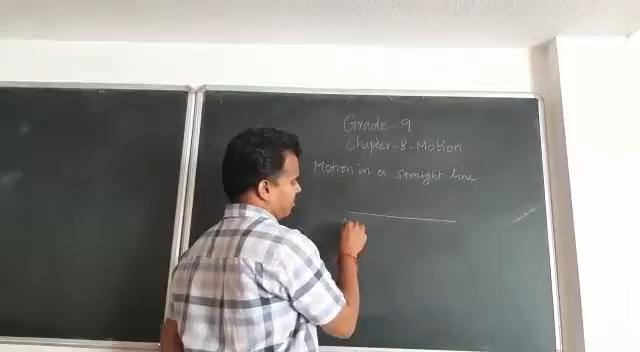 Grade - 9
Chapter - 8 - Motion
Motion in a straight line